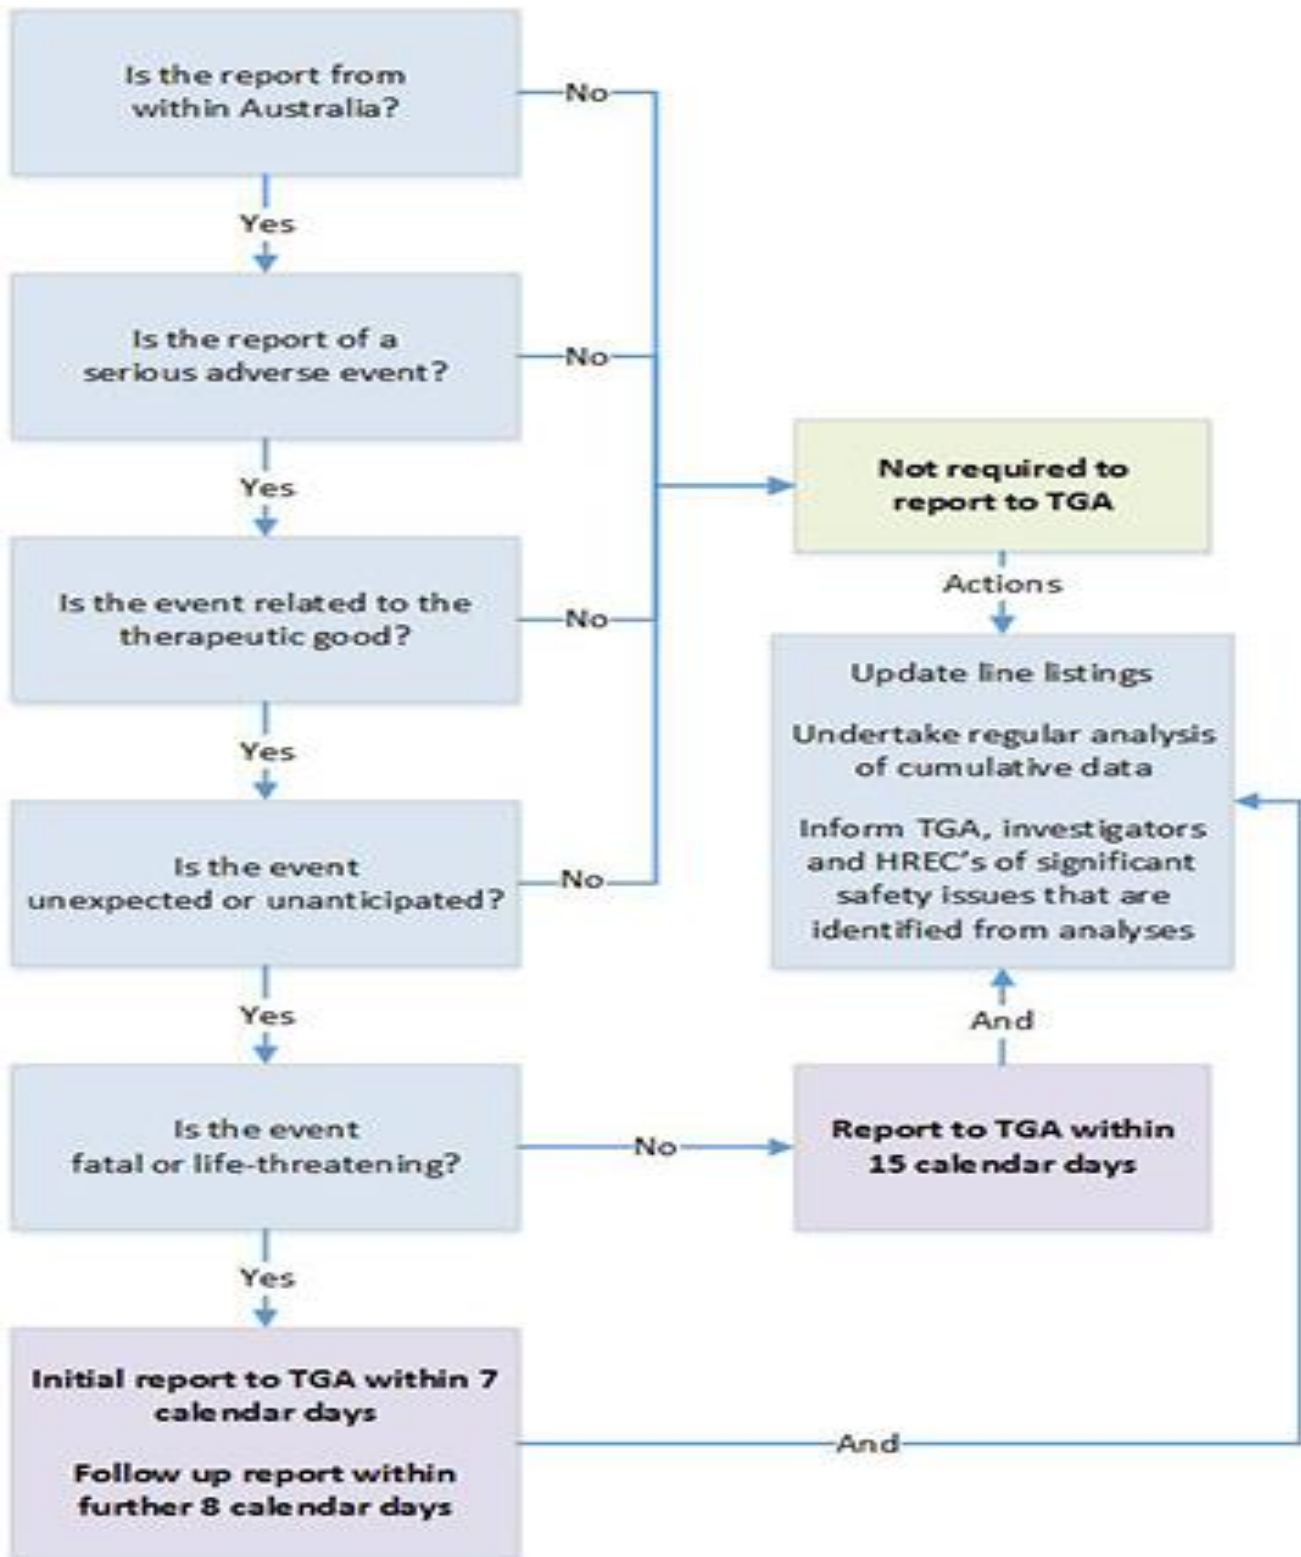 Is the report from
within Australia?
No
Yes
Is the report of a
serious adverse event?
No
Yes
Not required to
report to TGA
Actions
Is the event related to the
therapeutic good?
No
Yes
Update line listings
Undertake regular analysis
of cumulative data
Inform TGA, investigators
and HREC's of significant
safety issues that are
identified from analyses
Is the event
unexpected or unanticipated?
No
Yes
And
Is the event
fatal or life-threatening?
No
Report to TGA within
15 calendar days
Yes
Initial report to TGA within 7
calendar days
Follow up report within
further 8 calendar days
And